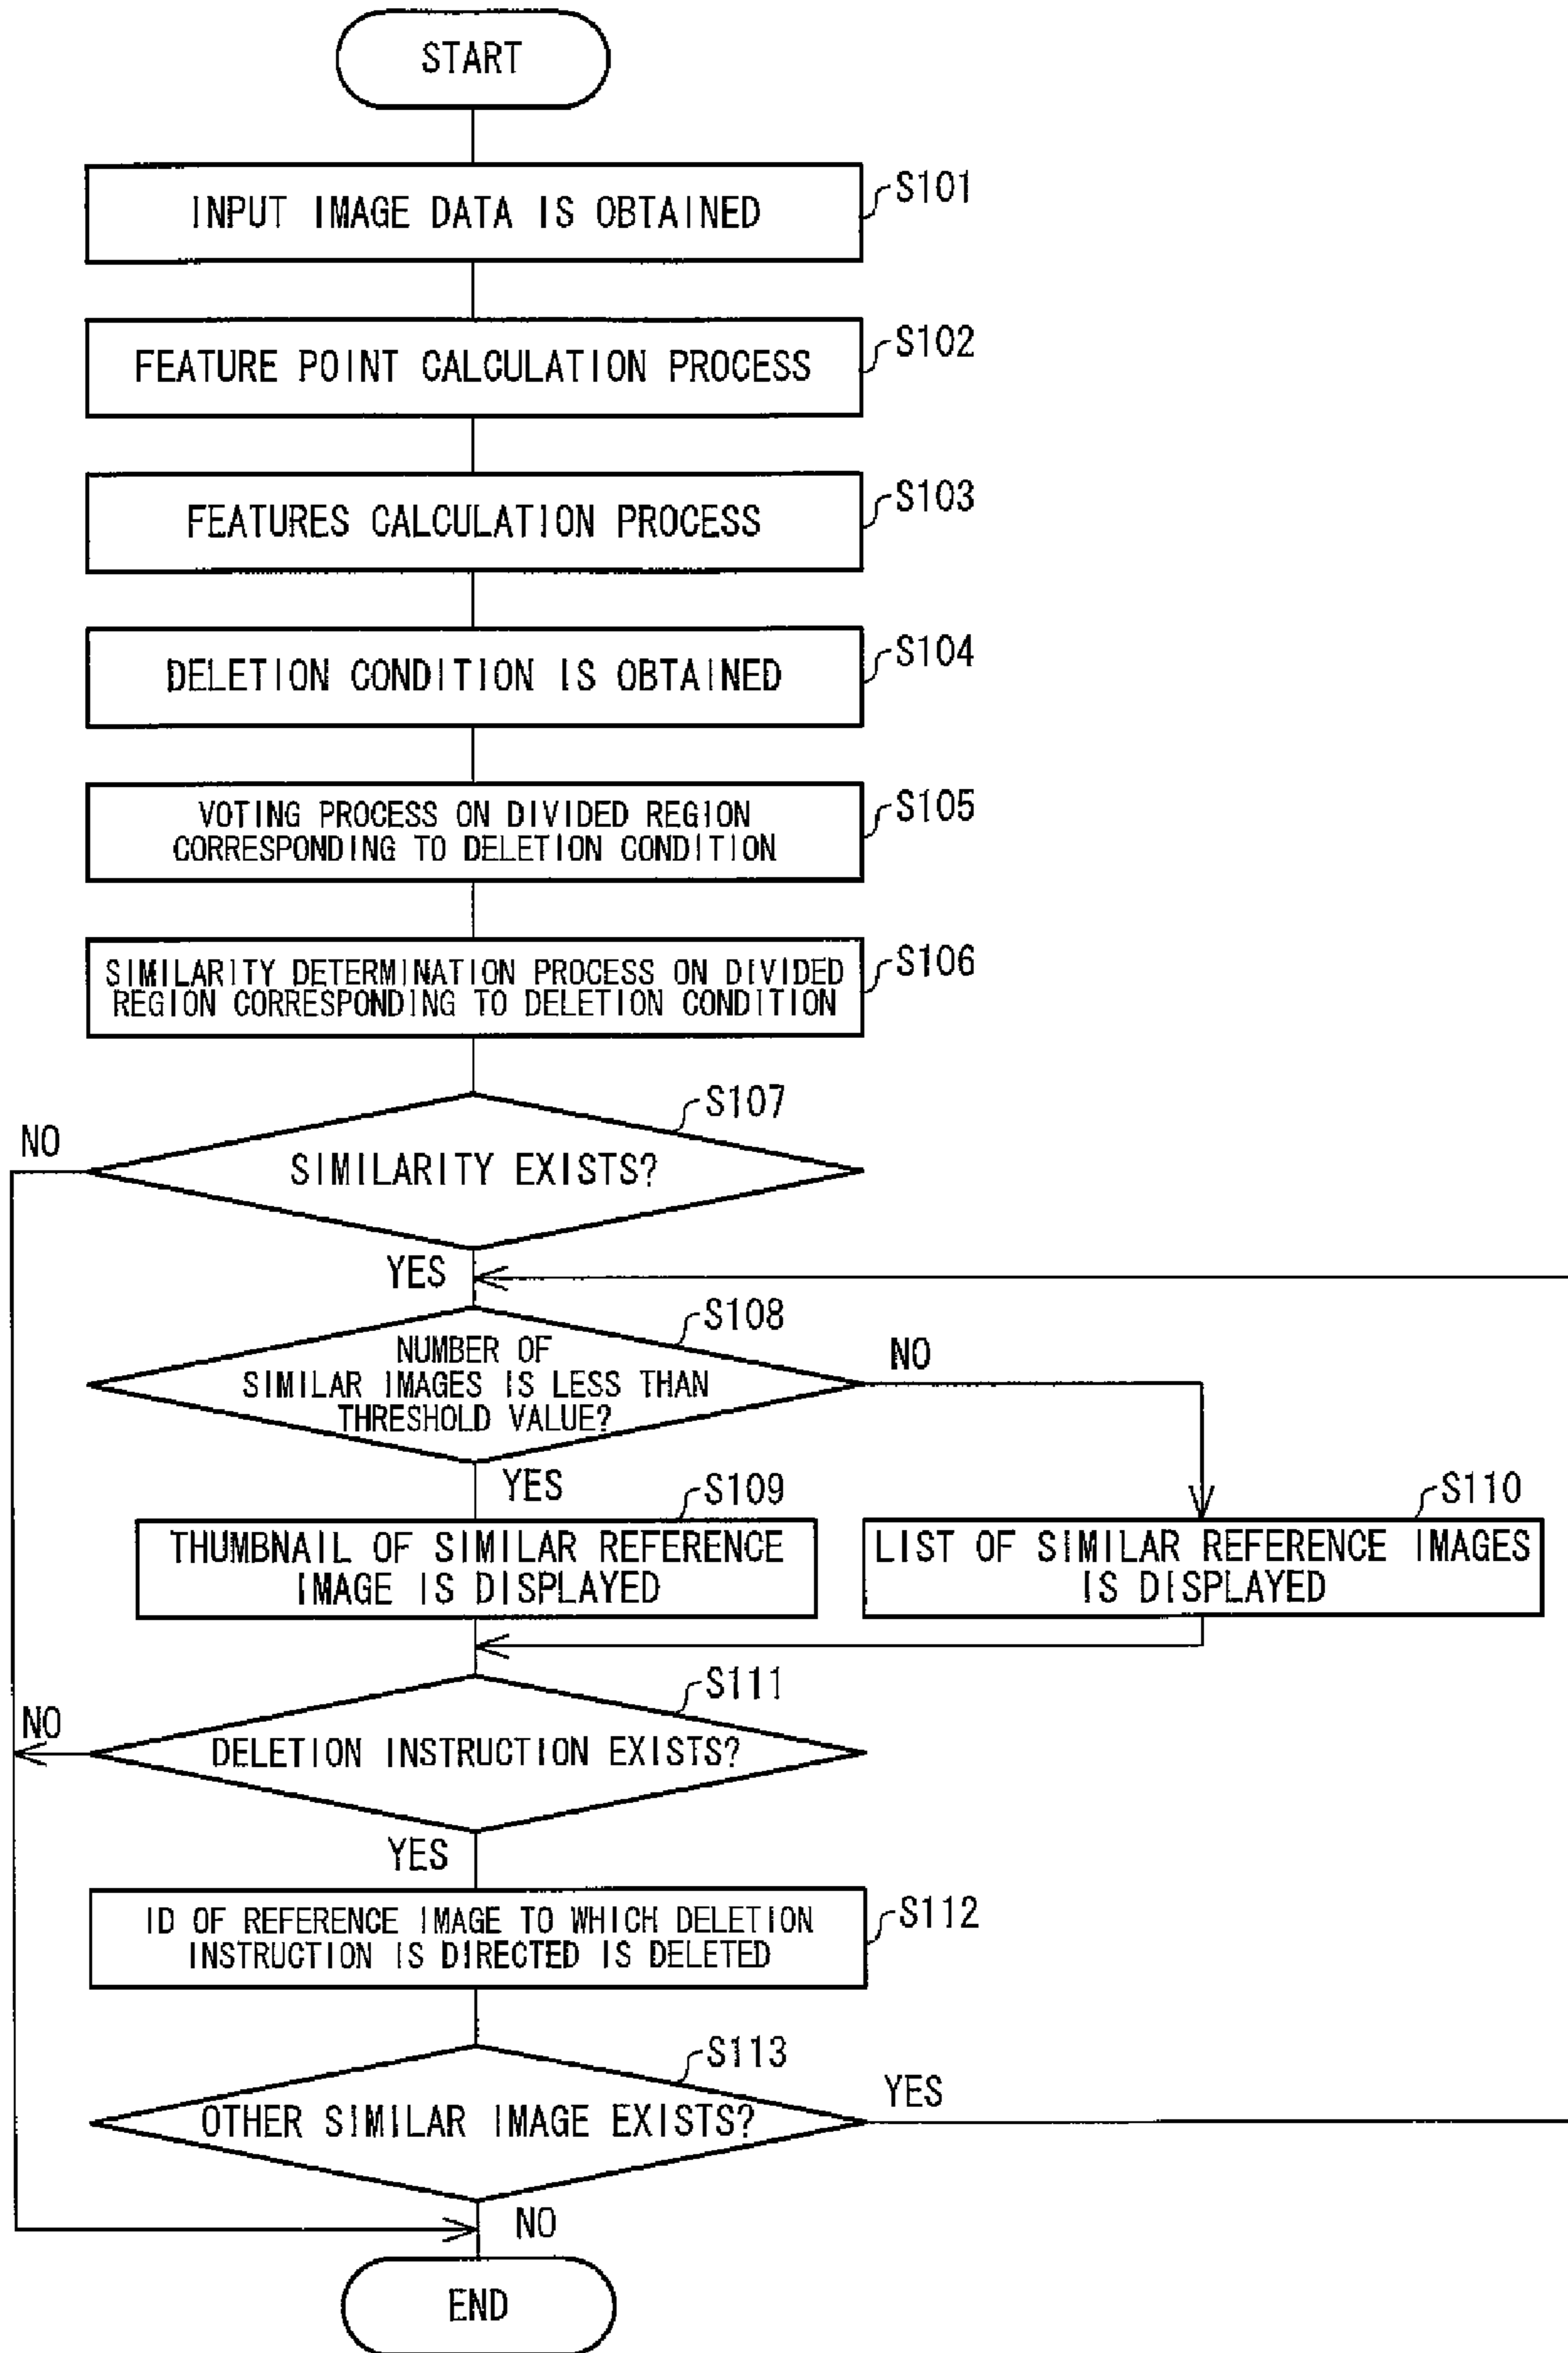 START
INPUT IMAGE DATA IS OBTAINED
S101
FEATURE POINT CALCULATION PROCESS
S102
FEATURES CALCULATION PROCESS
S103
DELETION CONDITION IS OBTAINED
S104
VOTING PROCESS ON DIVIDED REGION
CORRESPONDING TO DELETION CONDITION
S105
SIMILARITY DETERMINATION PROCESS ON DIVIDED
REGION CORRESPONDING TO DELETION CONDITION
S106
S107
NO
SIMILARITY EXISTS?
YES
S108
NUMBER OF
SIMILAR IMAGES IS LESS THAN
THRESHOLD VALUE?
NO
YES
S109
THUMBNAIL OF SIMILAR REFERENCE
IMAGE IS DISPLAYED
S110
LIST OF SIMILAR REFERENCE IMAGES
IS DISPLAYED
S111
NO
DELETION INSTRUCTION EXISTS?
YES
ID OF REFERENCE IMAGE TO WHICH DELETION
INSTRUCTION IS DIRECTED IS DELETED
S112
S113
OTHER SIMILAR IMAGE EXISTS?
YES
NO
END